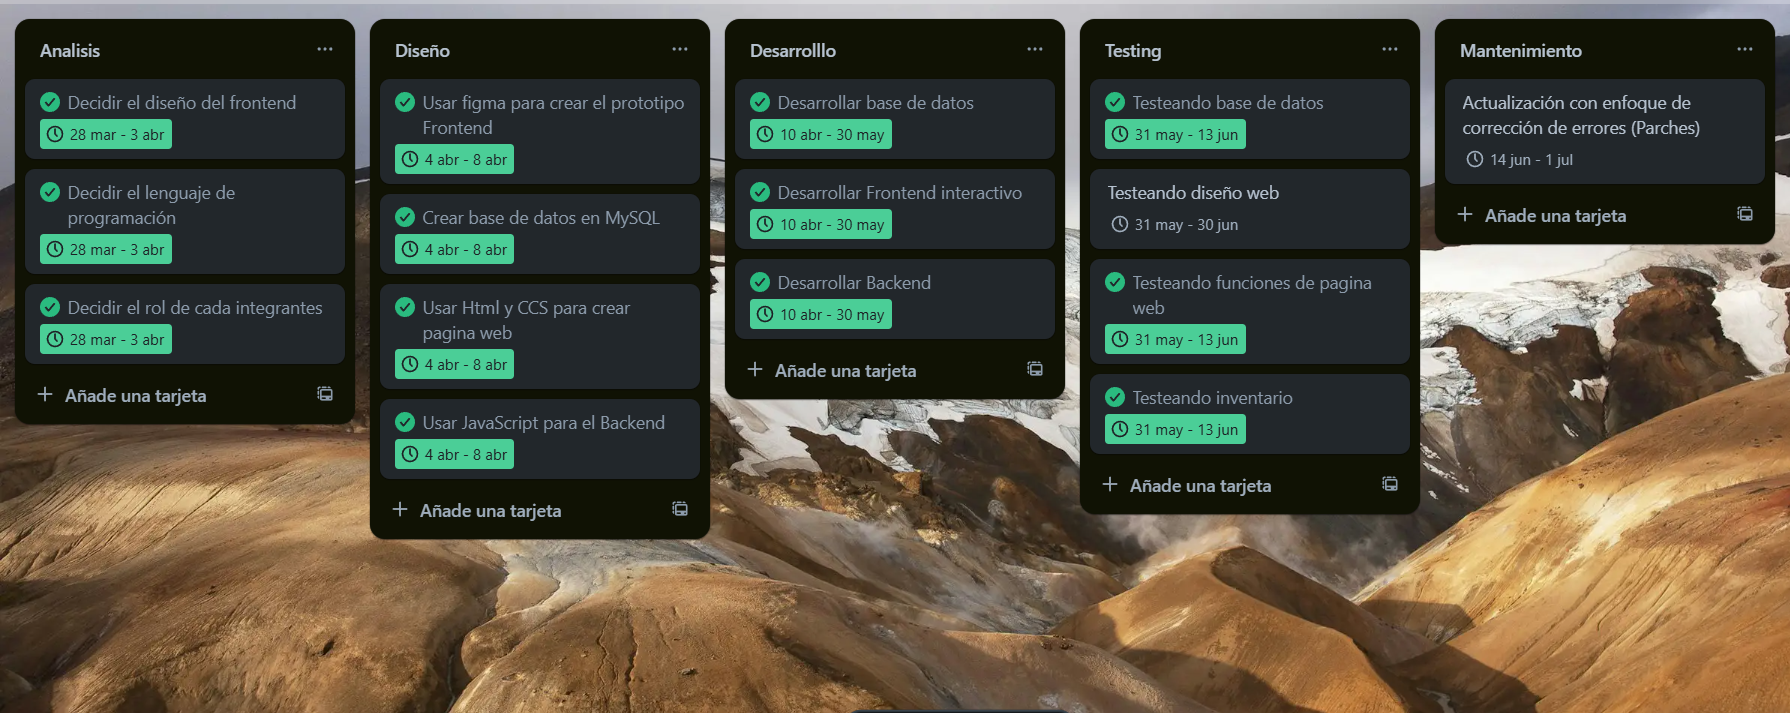 Analisis
Decidir el diseño del frontend
28 mar - 3 abr
Decidir el lenguaje de
programación
28 mar - 3 abr
Decidir el rol de cada integrantes
28 mar - 3 abr
Añade una tarjeta
Diseño
Usar figma para crear el prototipo
Frontend
4 abr - 8 abr
Crear base de datos en MySQL
4 abr - 8 abr
Usar Html y CCS para crear
pagina web
4 abr - 8 abr
Usar JavaScript para el Backend
4 abr - 8 abr
Añade una tarjeta
Desarrolllo
Desarrollar base de datos
10 abr - 30 may
Desarrollar Frontend interactivo
10 abr - 30 may
Desarrollar Backend
10 abr - 30 may
Añade una tarjeta
Testing
Testeando base de datos
31 may - 13 jun
Testeando diseño web
31 may - 30 jun
Testeando funciones de pagina
web
31 may - 13 jun
Testeando inventario
31 may - 13 jun
Añade una tarjeta
Mantenimiento
Actualización con enfoque de
corrección de errores (Parches)
14 jun - 1 jul
Añade una tarjeta